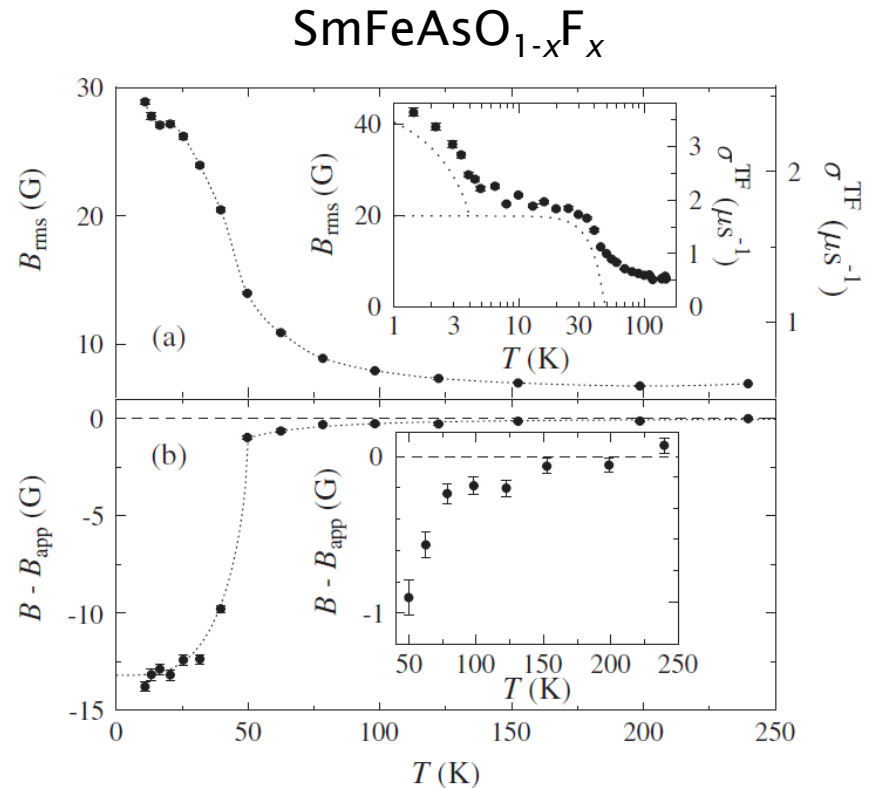 SmFeAsO1-xFx
30
20
10
Brms (G)
(a)
40
20
0
Brms (G)
3
2
1
0
σTF (μs-1)
1 3 10 30 100
T (K)
2
1
σTF (μs-1)
0
-5
-10
-15
B - Bapp (G)
(b)
0
-1
B - Bapp (G)
50 100 150 200 250
T (K)
0 50 100 150 200 250
T (K)